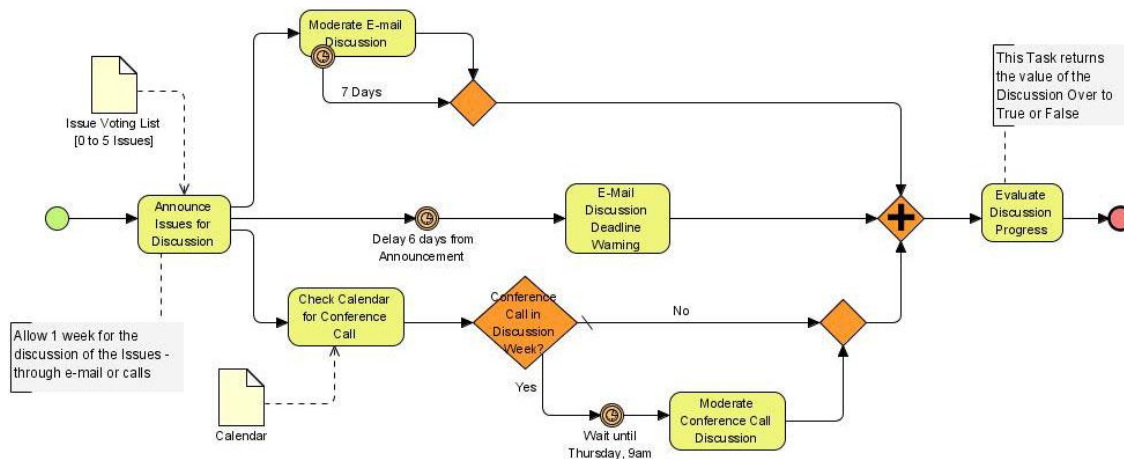 Moderate E-mail
Discussion
7 Days
This Task returns
the value of the
Discussion Over to
True or False
Issue Voting List
[0 to 5 Issues]
Announce
Issues for
Discussion
Delay 6 days from
Announcement
E-Mail
Discussion
Deadline
Warning
Evaluate
Discussion
Progress
Allow 1 week for the
discussion of the Issues -
through e-mail or calls
Check Calendar
for Conference
Call
Conference
Call in
Discussion
Week?
No
Yes
Calendar
Wait until
Thursday, 9am
Moderate
Conference Call
Discussion